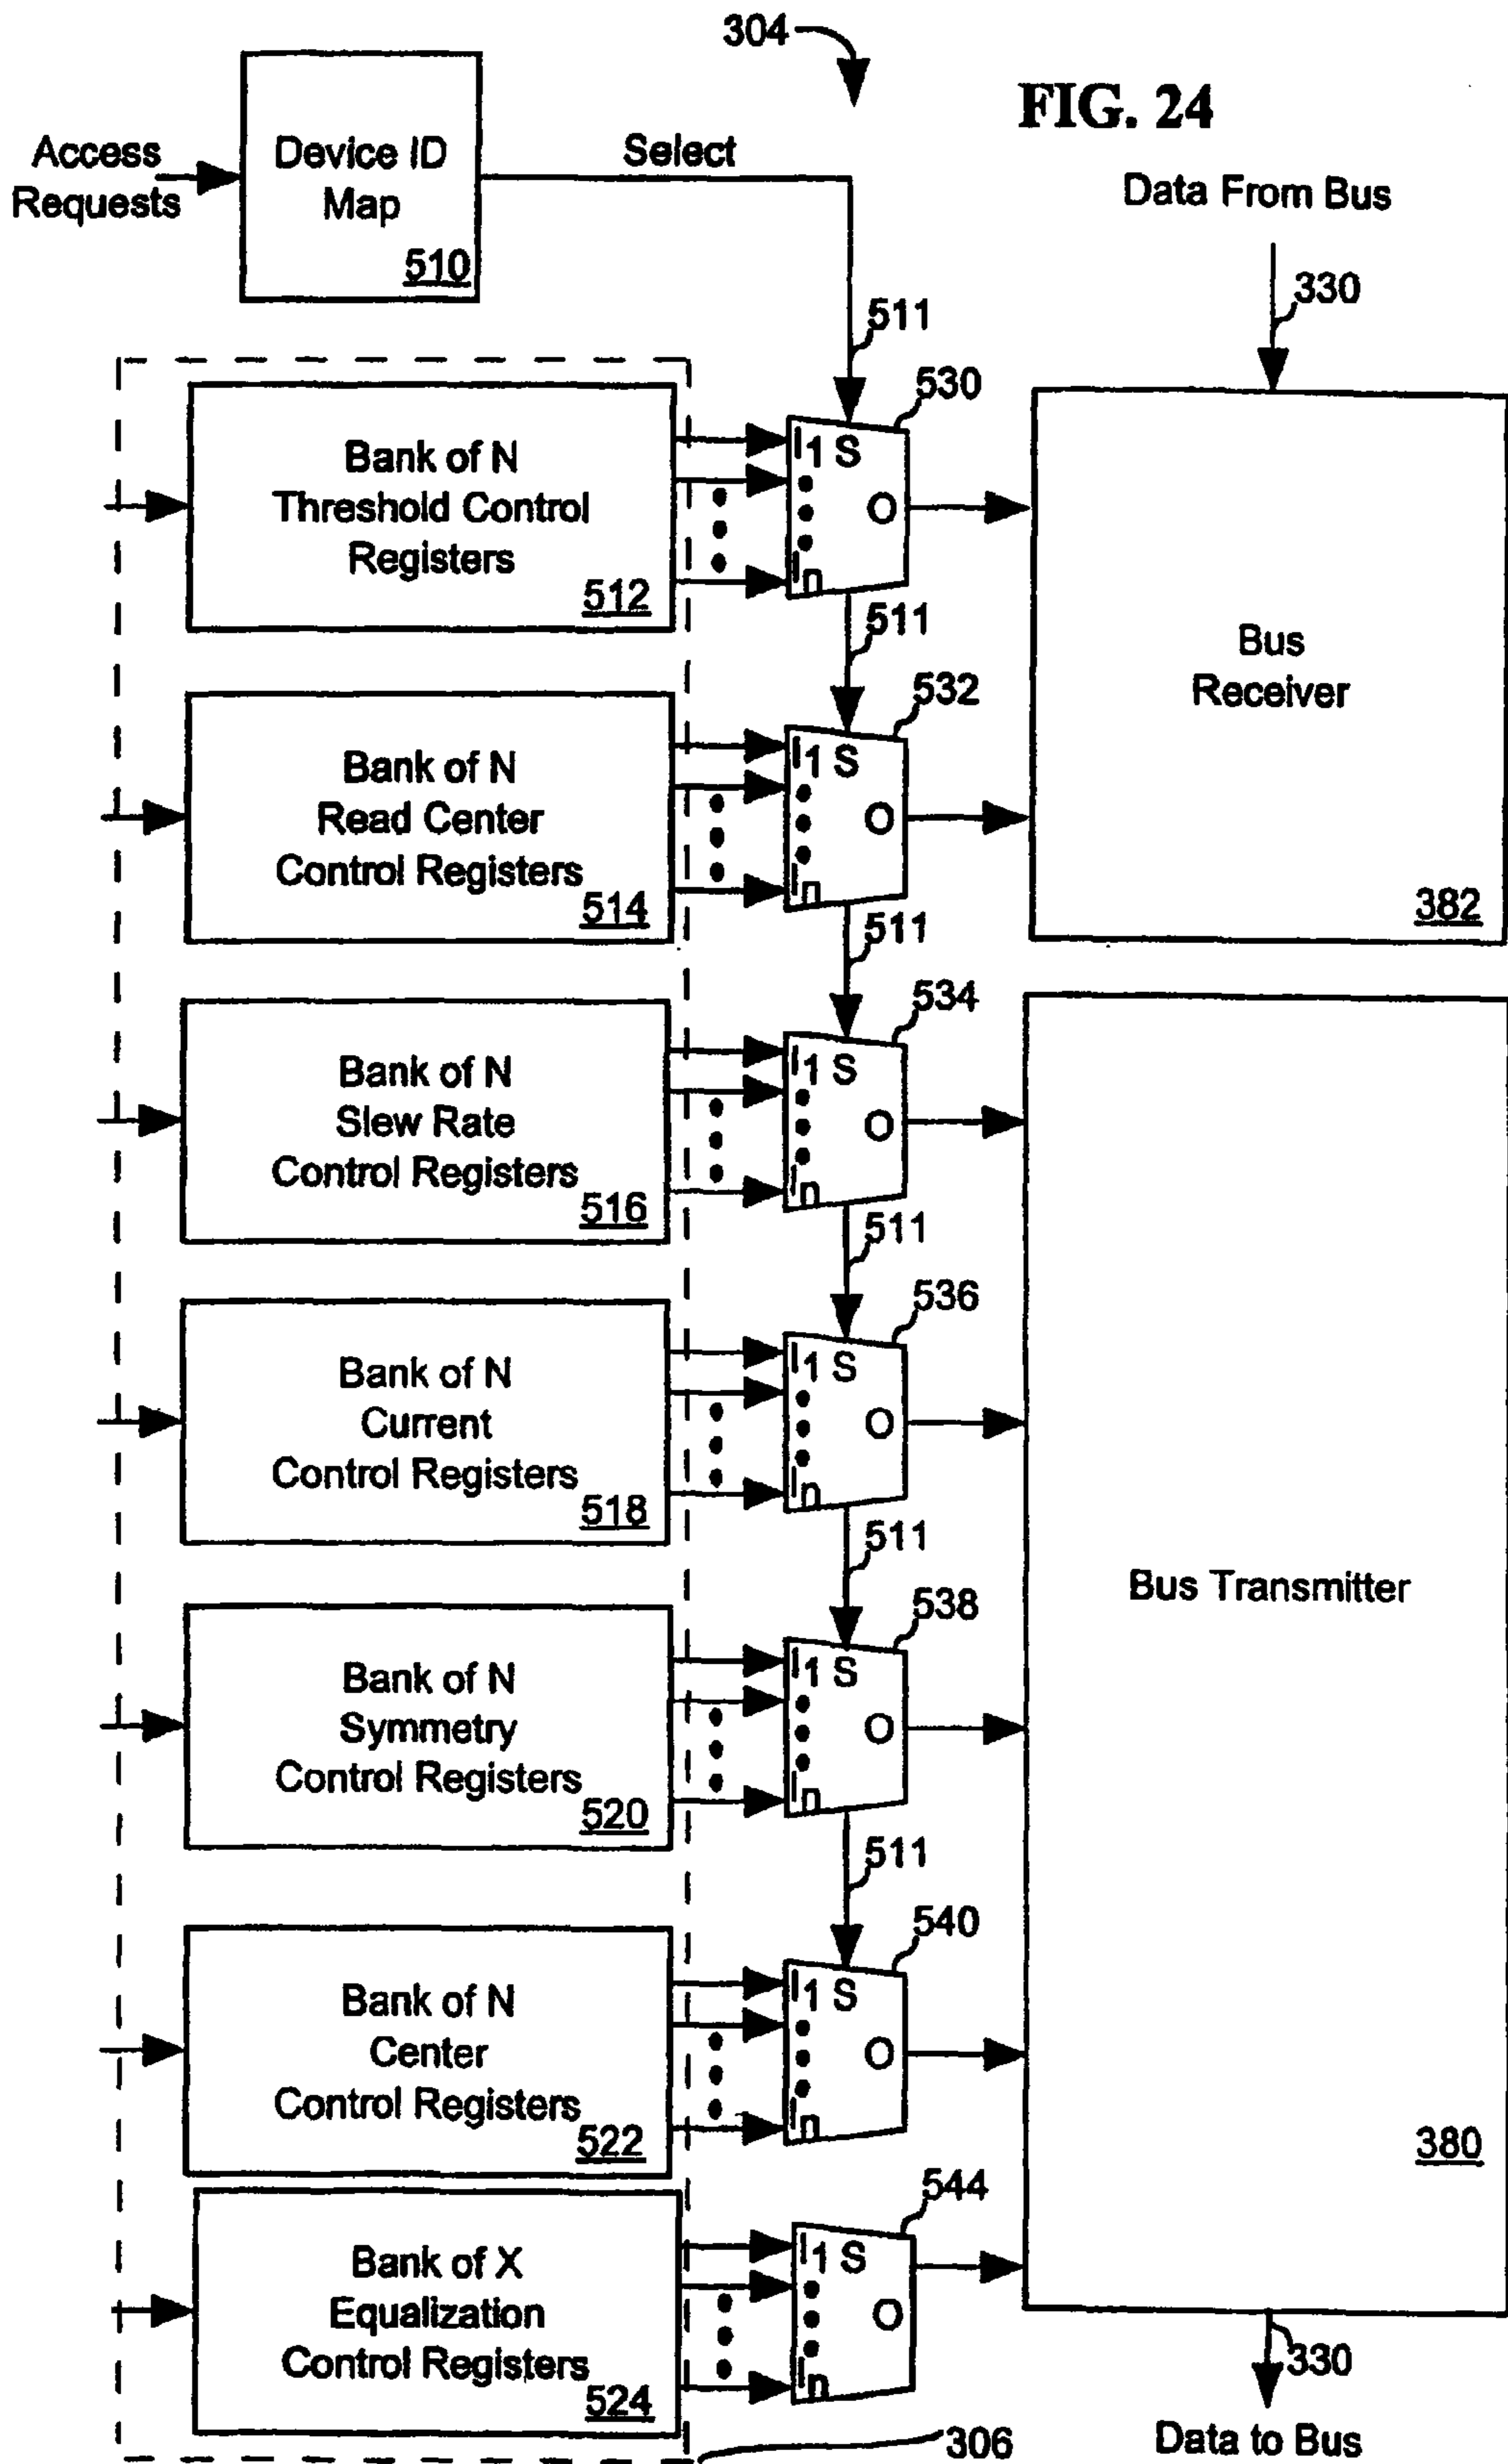 304
FIG. 24
Access
Requests
Device ID
Map
510
Select
Data From Bus
330
511
Bank of N
Threshold Control
Registers
512
I1 S
O
In
530
511
Bus
Receiver
382
Bank of N
Read Center
Control Registers
514
I1 S
O
In
532
511
Bank of N
Slew Rate
Control Registers
516
I1 S
O
In
534
511
Bank of N
Current
Control Registers
518
I1 S
O
In
536
511
Bus Transmitter
380
Bank of N
Symmetry
Control Registers
520
I1 S
O
In
538
511
Bank of N
Center
Control Registers
522
I1 S
O
In
540
Bank of X
Equalization
Control Registers
524
I1 S
O
In
544
330
Data to Bus
306